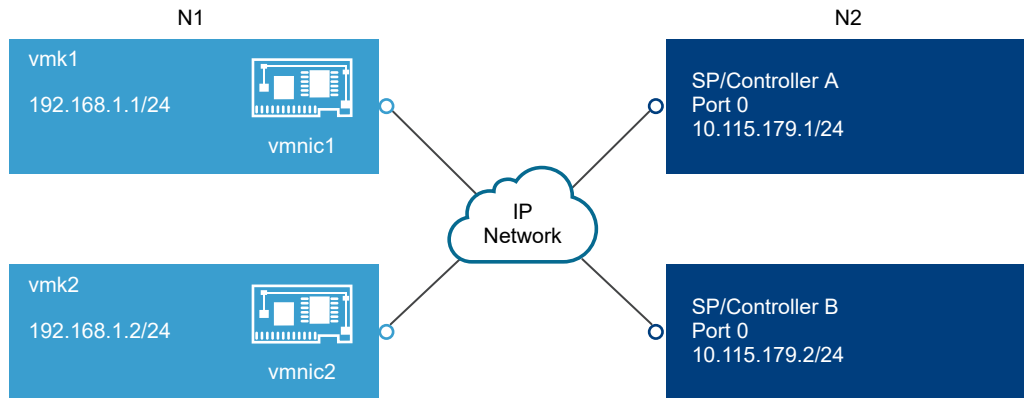 N1
N2
vmk1
192.168.1.1/24
vmnic1
SP/Controller A
Port 0
10.115.179.1/24
IP
Network
vmk2
192.168.1.2/24
vmnic2
SP/Controller B
Port 0
10.115.179.2/24